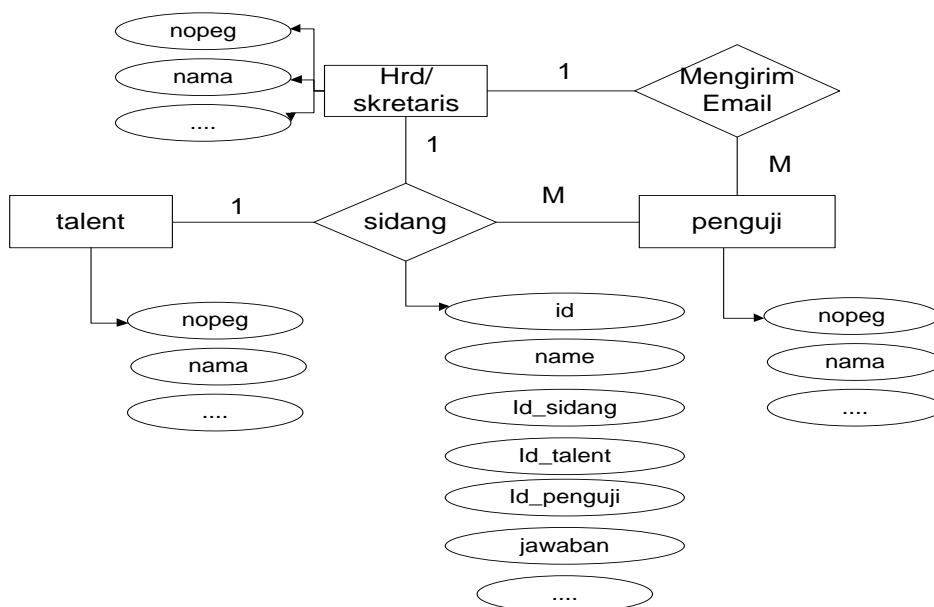 nopeg
nama
....
Hrd/
skretaris
1
Mengirim
Email
1
M
talent
1
sidang
M
penguji
nopeg
nama
....
id
name
Id_sidang
Id_talent
Id_penguji
jawaban
....
nopeg
nama
....